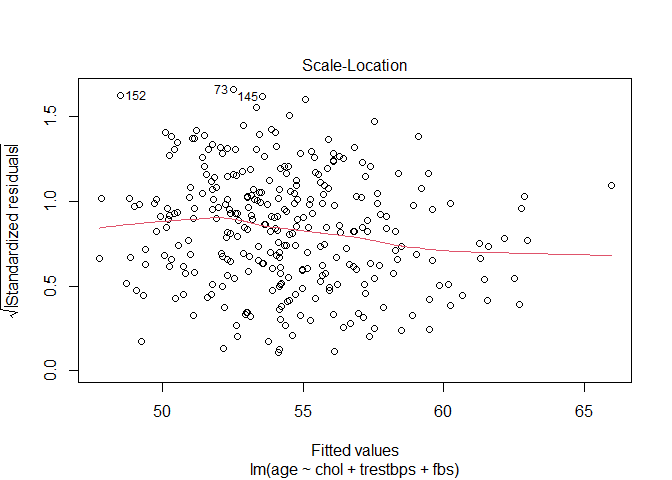 Scale-Location
√|Standardized residuals|
1.5
1.0
0.5
0.0
152
73
145
50
55
60
65
Fitted values
lm(age ~ chol + trestbps + fbs)